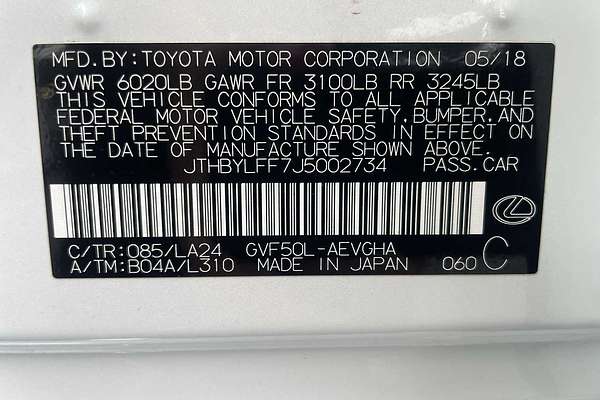 MFD.BY:TOYOTA MOTOR CORPORATION 05/18
GVWR 6020LB GAWR FR 3100LB RR 3245LB
THIS VEHICLE CONFORMS TO ALL APPLICABLE
FEDERAL MOTOR VEHICLE SAFETY,BUMPER,AND
THEFT PREVENTION STANDARDS IN EFFECT ON
THE DATE OF MANUFACTURE SHOWN ABOVE.
JTHBYLFF7J5002734 PASS.CAR
C/TR:085/LA24 GVF50L-AEVGHA
A/TM:B04A/L310 MADE IN JAPAN 060 C